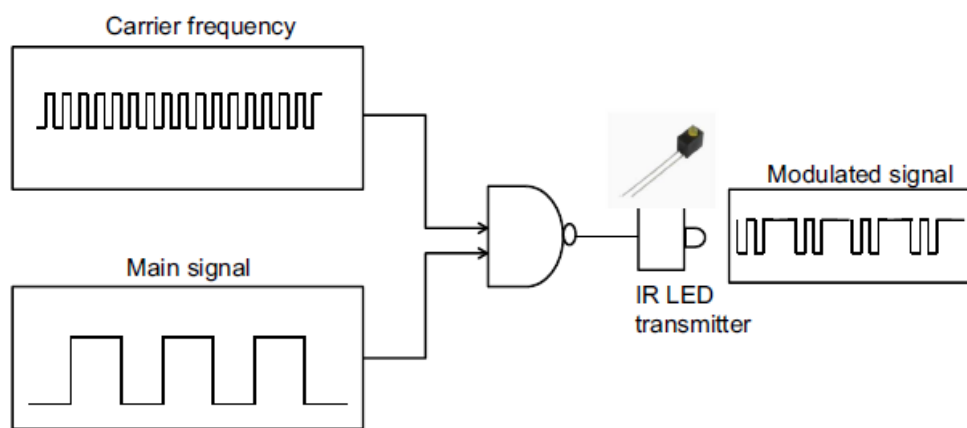 Carrier frequency
Modulated signal
Main signal
IR LED
transmitter